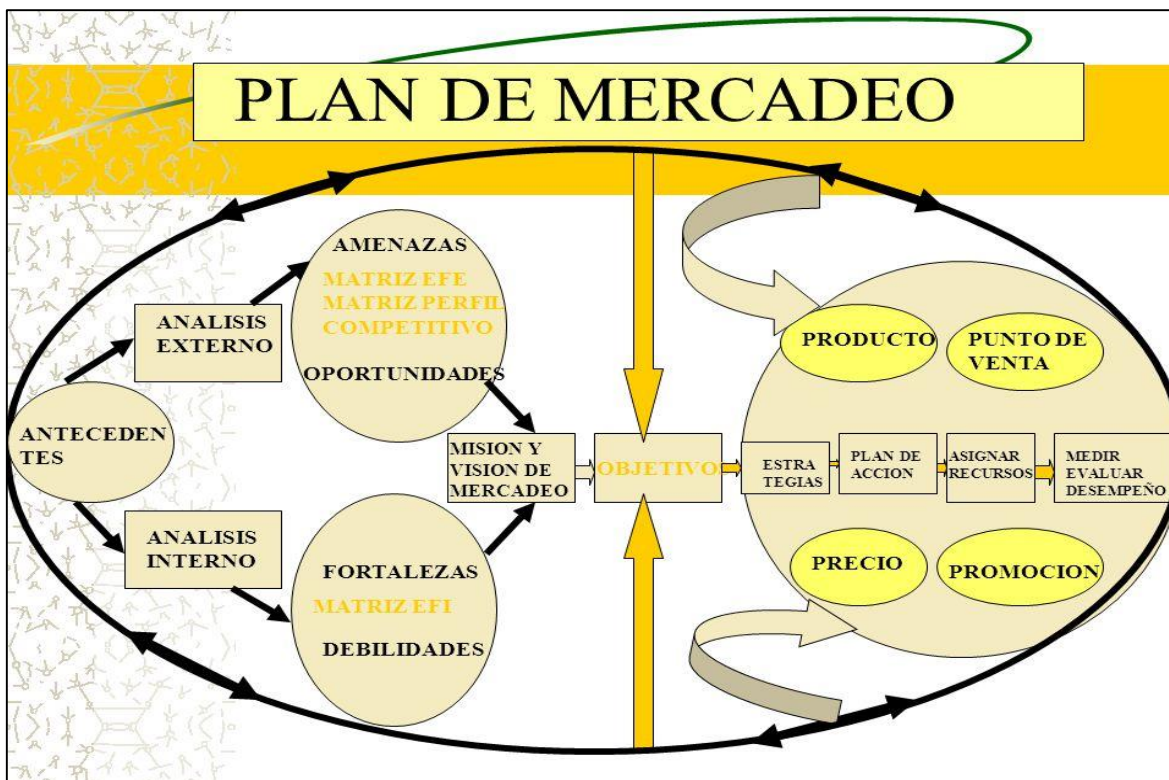 PLAN DE MERCADEO
AMENAZAS
MATRIZ EFE
MATRIZ PERFIL
COMPETITIVO
OPORTUNIDADES
ANALISIS
EXTERNO
ANTECEDEN
TES
ANALISIS
INTERNO
FORTALEZAS
MATRIZ EFI
DEBILIDADES
MISION Y
VISION DE
MERCADEO
OBJETIVO
PRODUCTO
PUNTO DE
VENTA
ESTRA
TEGIAS
PLAN DE
ACCION
ASIGNAR
RECURSOS
MEDIR
EVALUAR
DESEMPEÑO
PRECIO
PROMOCION